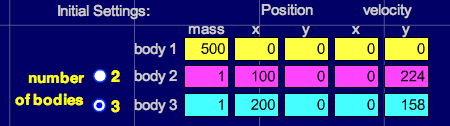 Initial Settings: Position velocity
mass x y x y
body 1 500 0 0 0 0
number 2 body 2 1 100 0 0 224
of bodies 3 body 3 1 200 0 0 158